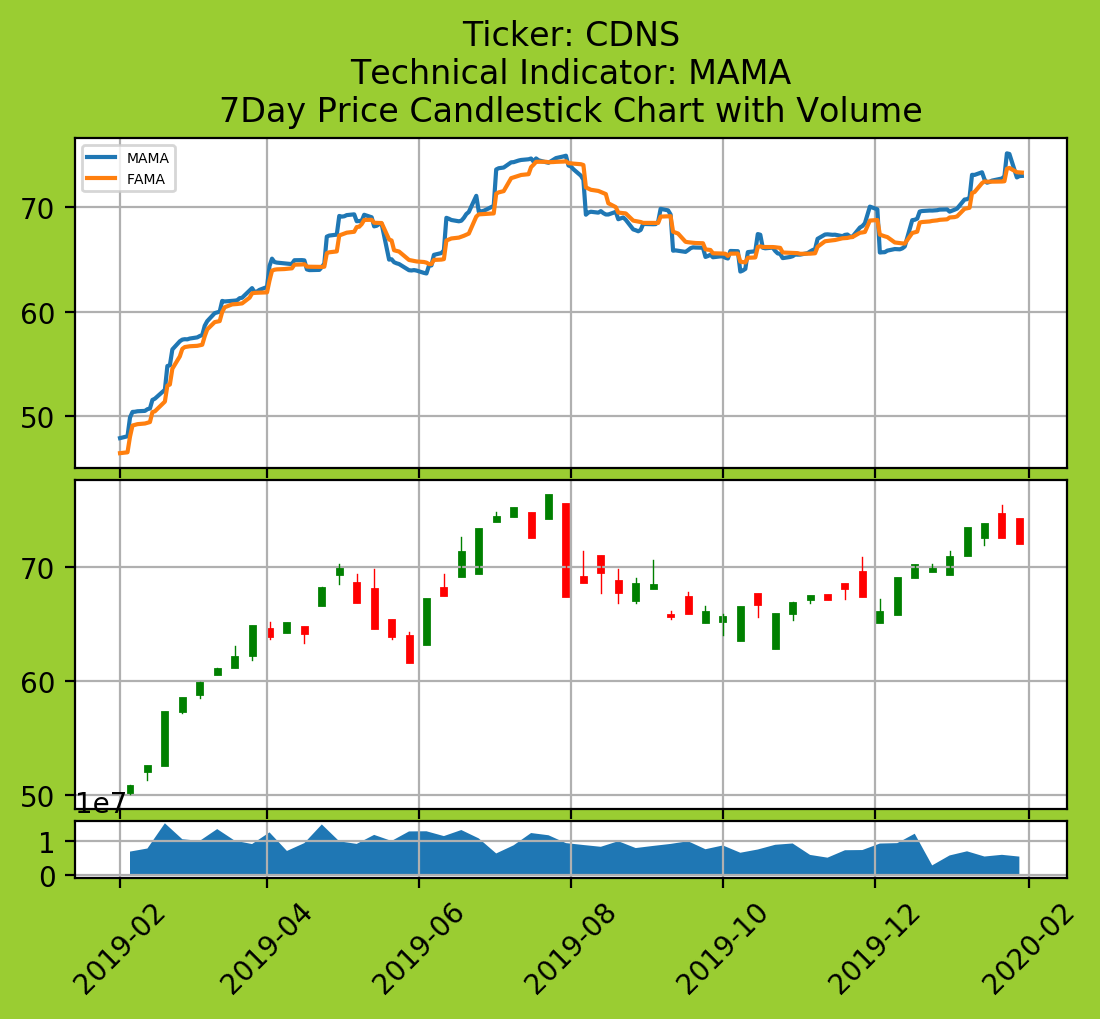 Ticker: CDNS
Technical Indicator: MAMA
7Day Price Candlestick Chart with Volume
MAMA
FAMA
70
60
50
70
60
50
1e7
1
0
2019-02
2019-04
2019-06
2019-08
2019-10
2019-12
2020-02